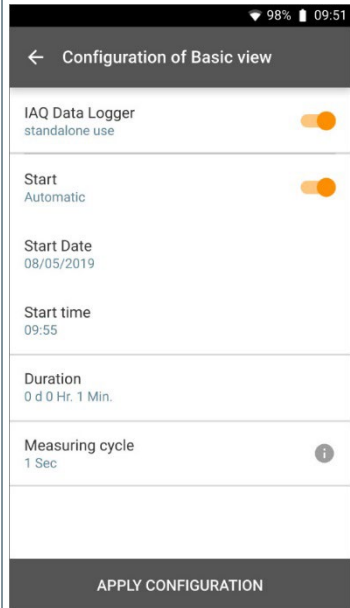 98% 09:51
Configuration of Basic view
IAQ Data Logger
standalone use
Start
Automatic
Start Date
08/05/2019
Start time
09:55
Duration
0 d 0 Hr. 1 Min.
Measuring cycle
1 Sec
APPLY CONFIGURATION